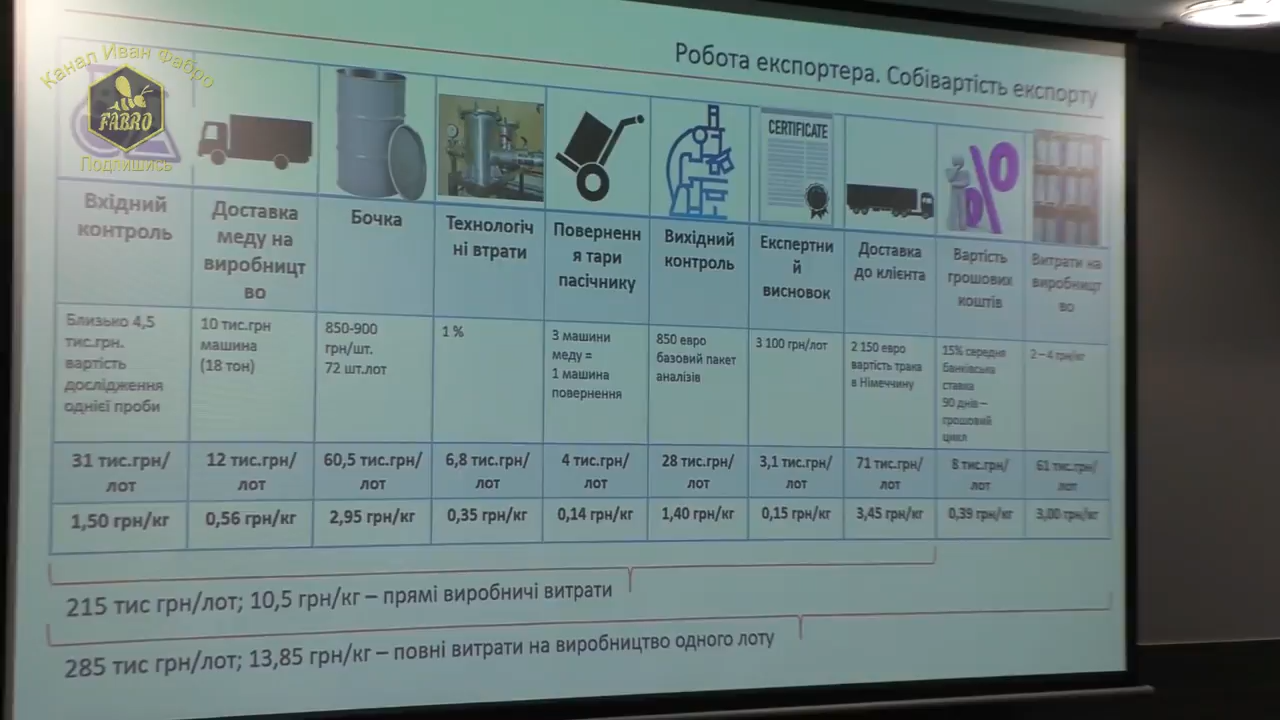 Канал Иван Фабро
FABRO
Подпишись
Робота експортера. Собівартість експорту
CERTIFICATE
Вхідний
контроль
Доставка
меду на
виробницт
во
Бочка
Технологіч
ні втрати
Поверненн
я тари
пасічнику
Вихідний
контроль
Експертни
й
висновок
Доставка
до клієнта
Вартість
грошових
коштів
Витрати на
виробницт
во
Близько 4,5
тис.грн.
вартість
дослідження
однієї проби
10 тис.грн
машина
(18 тон)
850-900
грн/шт.
72 шт.лот
1 %
3 машини
меду =
1 машина
повернення
850 евро
базовий пакет
аналізів
3 100 грн/лот
2 150 евро
вартість трака
в Німеччину
15% середня
банківська
ставка
90 днів –
грошовий
цикл
2 – 4 грн/кг
31 тис.грн/
лот
12 тис.грн/
лот
60,5 тис.грн/
лот
6,8 тис.грн/
лот
4 тис.грн/
лот
28 тис.грн/
лот
3,1 тис.грн/
лот
71 тис.грн/
лот
8 тис.грн/
лот
61 тис.грн/
лот
1,50 грн/кг
0,56 грн/кг
2,95 грн/кг
0,35 грн/кг
0,14 грн/кг
1,40 грн/кг
0,15 грн/кг
3,45 грн/кг
0,39 грн/кг
3,00 грн/кг
215 тис грн/лот; 10,5 грн/кг – прямі виробничі витрати
285 тис грн/лот; 13,85 грн/кг – повні витрати на виробництво одного лоту